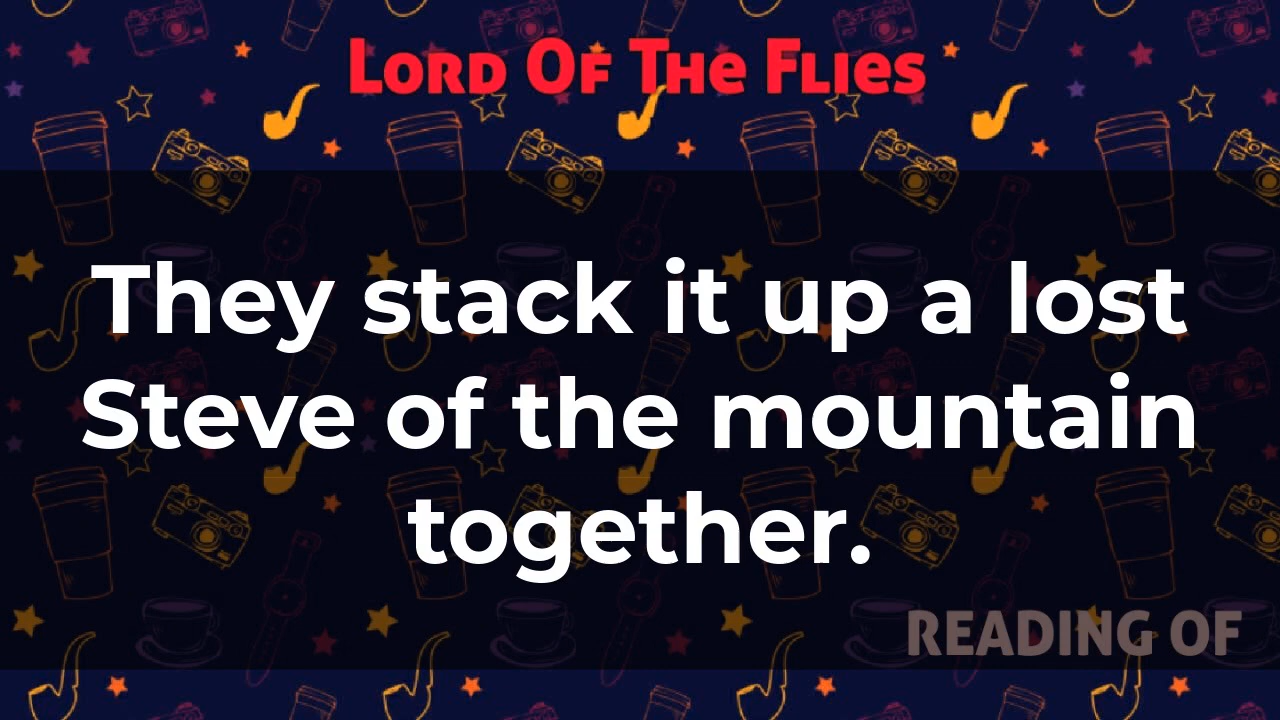 Lord Of The Flies
They stack it up a lost
Steve of the mountain
together.
READING OF